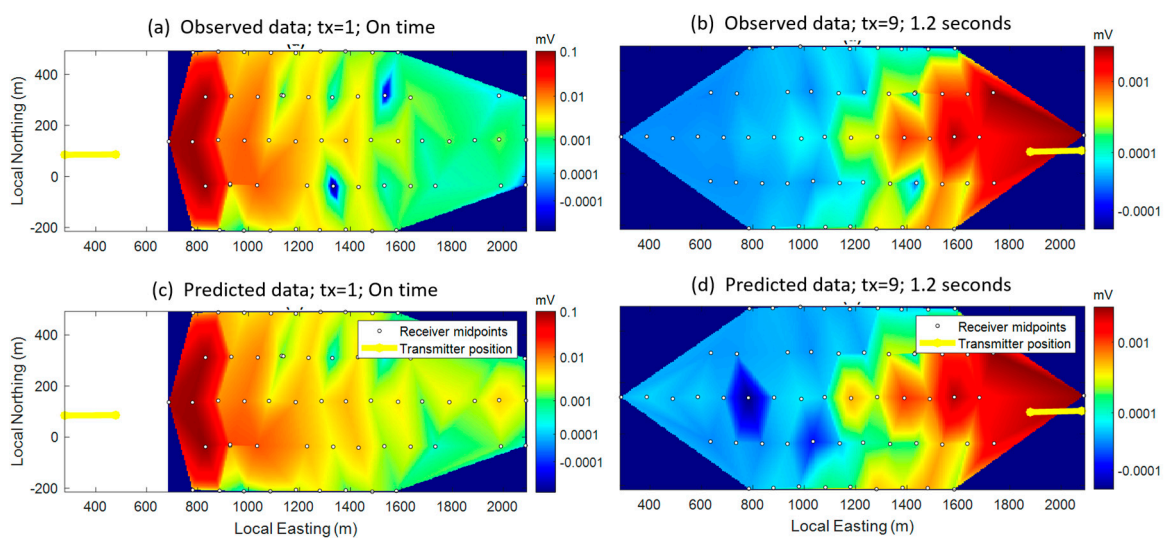 (a) Observed data; tx=1; On time
mV
0.1
0.01
0.001
0.0001
-0.0001
400
200
0
-200
Local Northing (m)
400 600 800 1000 1200 1400 1600 1800 2000
(b) Observed data; tx=9; 1.2 seconds
mV
0.001
0.0001
-0.0001
400 600 800 1000 1200 1400 1600 1800 2000
(c) Predicted data; tx=1; On time
mV
0.1
0.01
0.001
0.0001
-0.0001
Receiver midpoints
Transmitter position
400
200
0
-200
Local Northing (m)
400 600 800 1000 1200 1400 1600 1800 2000
Local Easting (m)
(d) Predicted data; tx=9; 1.2 seconds
mV
0.001
0.0001
-0.0001
Receiver midpoints
Transmitter position
400 600 800 1000 1200 1400 1600 1800 2000
Local Easting (m)